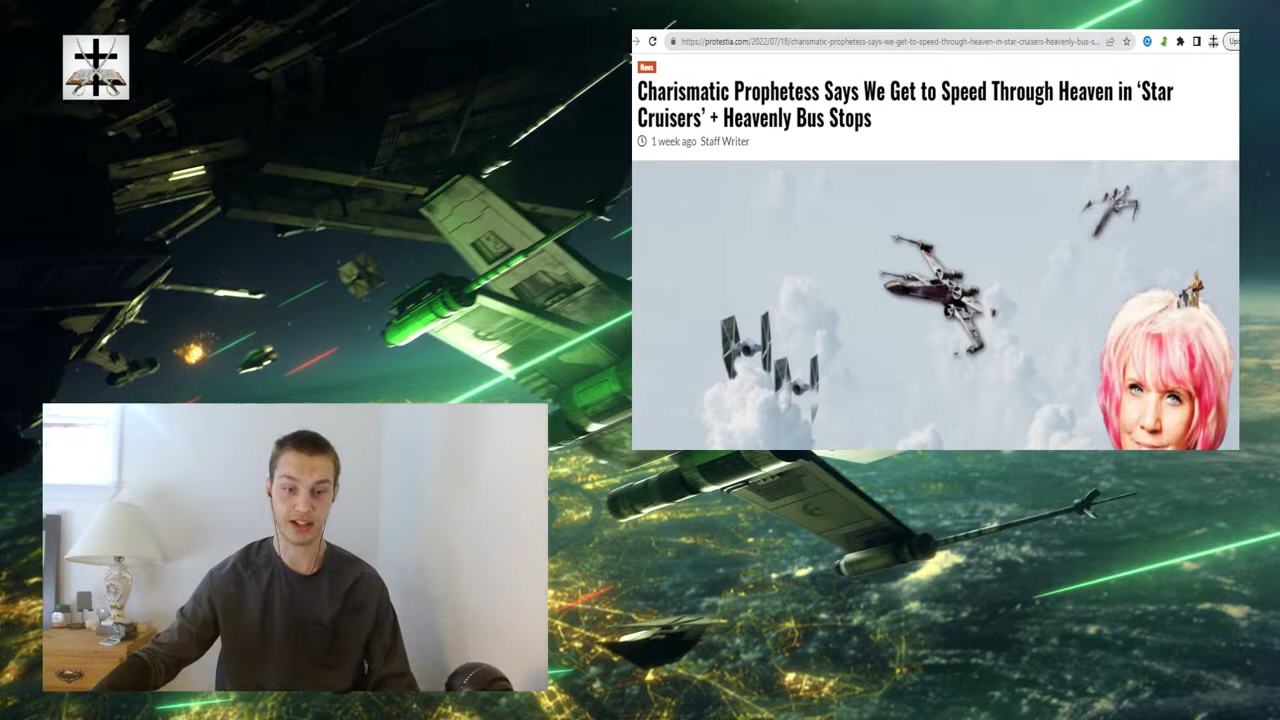 https://protestia.com/2022/07/18/charismatic-prophetess-says-we-get-to-speed-through-heaven-in-star-cruisers-heavenly-bus-s...
Upc
News
Charismatic Prophetess Says We Get to Speed Through Heaven in ‘Star
Cruisers’ + Heavenly Bus Stops
1 week ago Staff Writer